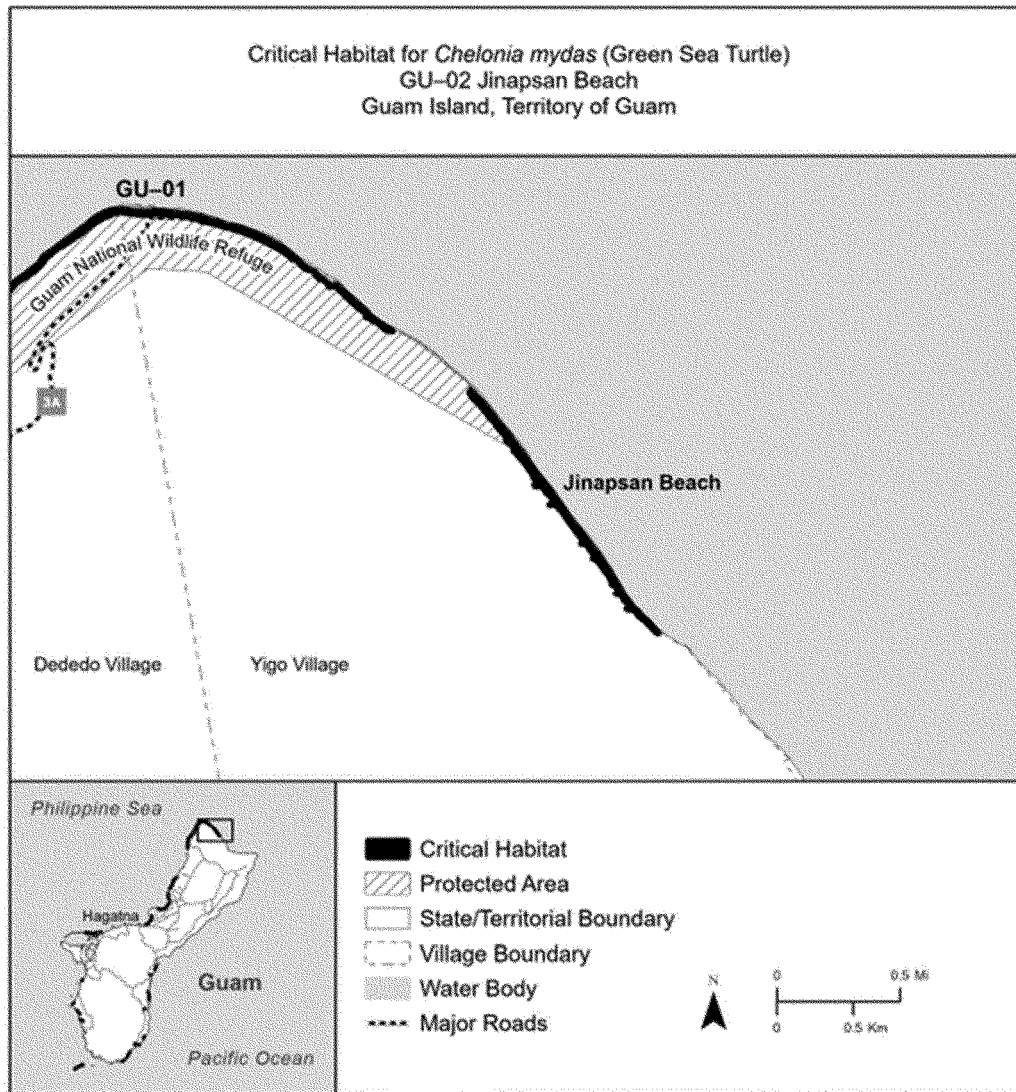 Critical Habitat for Chelonia mydas (Green Sea Turtle)
GU–02 Jinapsan Beach
Guam Island, Territory of Guam
GU–01
Guam National Wildlife Refuge
3A
Jinapsan Beach
Dededo Village
Yigo Village
Philippine Sea
Hagatna
Guam
Pacific Ocean
Critical Habitat
Protected Area
State/Territorial Boundary
Village Boundary
Water Body
Major Roads
N
0 0.5 Mi
0 0.5 Km